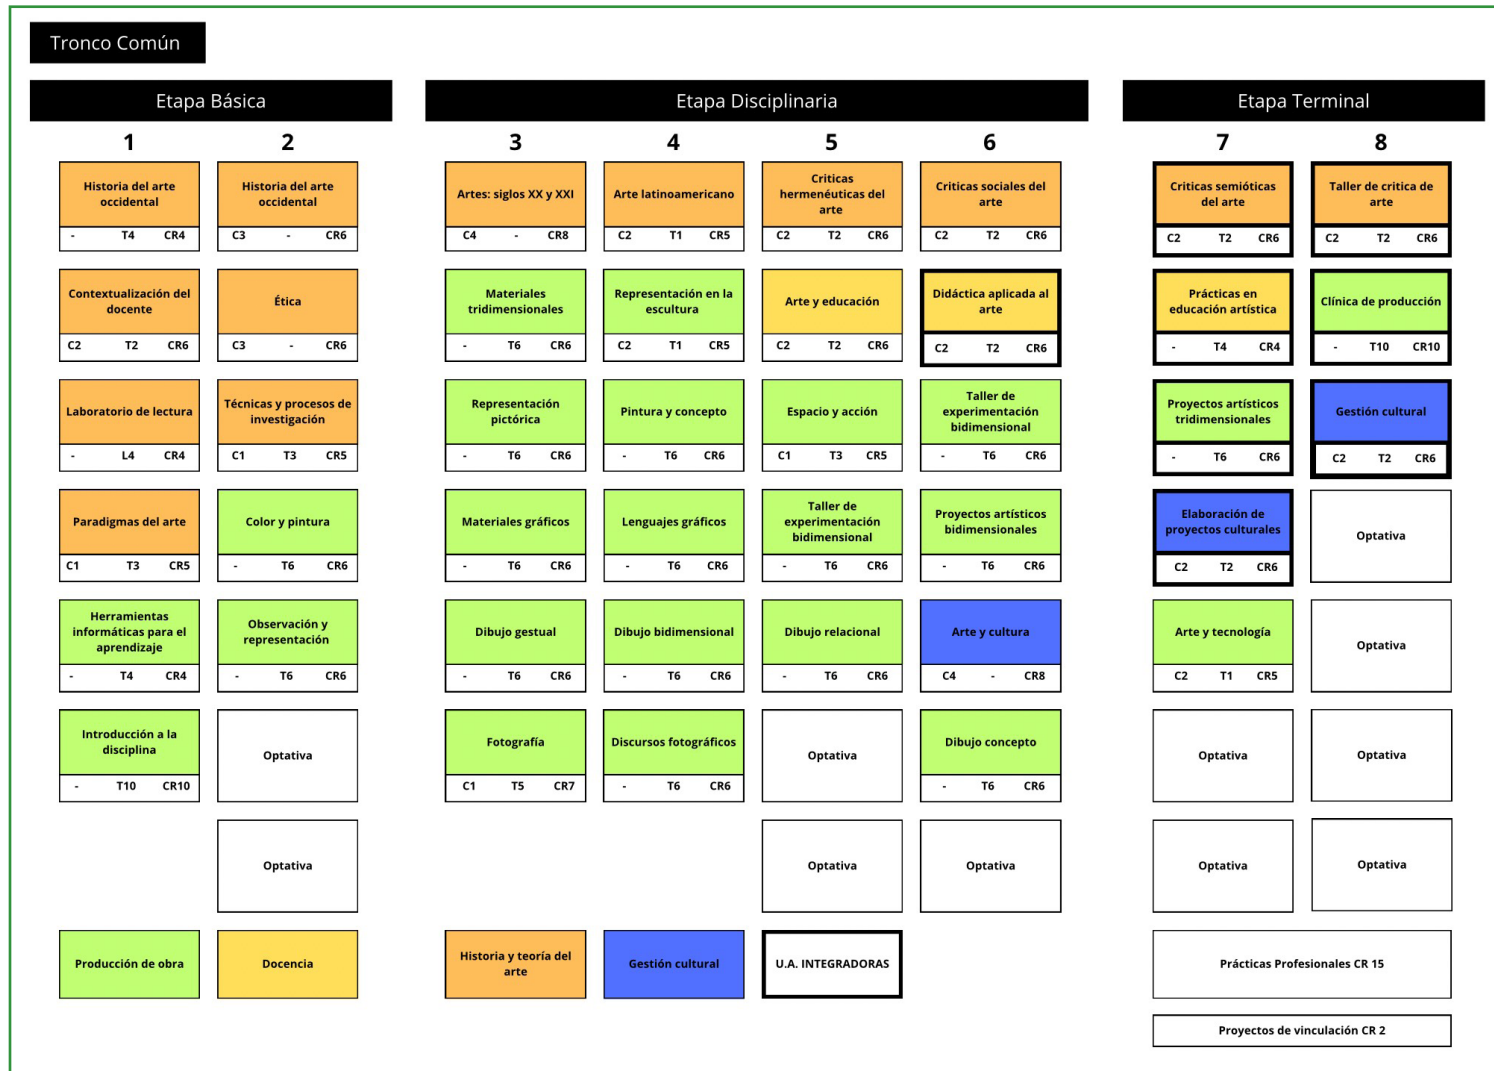 Tronco Común
Etapa Básica
Etapa Disciplinaria
Etapa Terminal
1
2
3
4
5
6
7
8
Historia del arte
occidental
- T4 CR4
Historia del arte
occidental
C3 - CR6
Artes: siglos XX y XXI
C4 - CR8
Arte latinoamericano
C2 T1 CR5
Criticas
hermenéuticas del
arte
C2 T2 CR6
Criticas sociales del
arte
C2 T2 CR6
Criticas semióticas
del arte
C2 T2 CR6
Taller de critica de
arte
C2 T2 CR6
Contextualización del
docente
C2 T2 CR6
Ética
C3 - CR6
Materiales
tridimensionales
- T6 CR6
Representación en la
escultura
C2 T1 CR5
Arte y educación
C2 T2 CR6
Didáctica aplicada al
arte
C2 T2 CR6
Prácticas en
educación artística
- T4 CR4
Clínica de producción
- T10 CR10
Laboratorio de lectura
- L4 CR4
Técnicas y procesos de
investigación
C1 T3 CR5
Representación
pictórica
- T6 CR6
Pintura y concepto
- T6 CR6
Espacio y acción
C1 T3 CR5
Taller de
experimentación
bidimensional
- T6 CR6
Proyectos artísticos
tridimensionales
- T6 CR6
Gestión cultural
C2 T2 CR6
Paradigmas del arte
C1 T3 CR5
Color y pintura
- T6 CR6
Materiales gráficos
- T6 CR6
Lenguajes gráficos
- T6 CR6
Taller de
experimentación
bidimensional
- T6 CR6
Proyectos artísticos
bidimensionales
- T6 CR6
Elaboración de
proyectos culturales
C2 T2 CR6
Optativa
Herramientas
informáticas para el
aprendizaje
- T4 CR4
Observación y
representación
- T6 CR6
Dibujo gestual
- T6 CR6
Dibujo bidimensional
- T6 CR6
Dibujo relacional
- T6 CR6
Arte y cultura
C4 - CR8
Arte y tecnología
C2 T1 CR5
Optativa
Introducción a la
disciplina
- T10 CR10
Optativa
Fotografía
C1 T5 CR7
Discursos fotográficos
- T6 CR6
Optativa
Dibujo concepto
- T6 CR6
Optativa
Optativa
Optativa
Optativa
Optativa
Optativa
Optativa
Producción de obra
Docencia
Historia y teoría del
arte
Gestión cultural
U.A. INTEGRADORAS
Prácticas Profesionales CR 15
Proyectos de vinculación CR 2